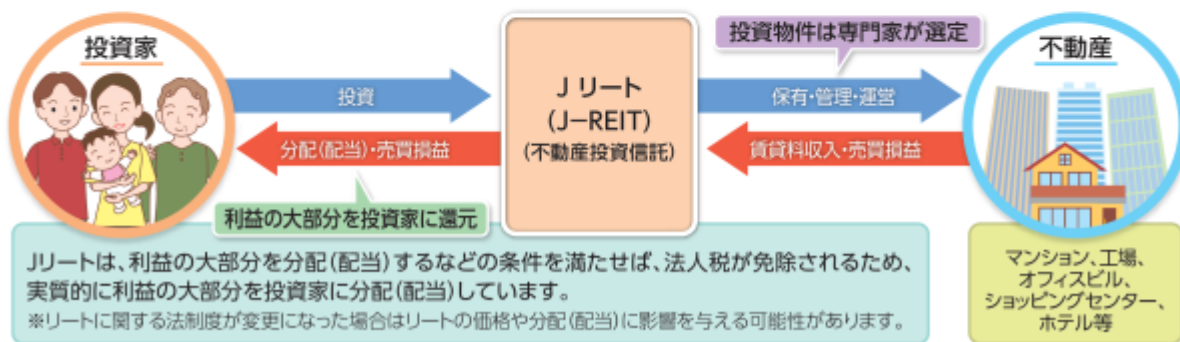 投資家
投資
分配(配当)・売買損益
利益の大部分を投資家に還元
Jリート
(J-REIT)
(不動産投資信託)
投資物件は専門家が選定
保有・管理・運営
賃貸料収入・売買損益
不動産
Jリートは、利益の大部分を分配(配当)するなどの条件を満たせば、法人税が免除されるため、
実質的に利益の大部分を投資家に分配(配当)しています。
※リートに関する法制度が変更になった場合はリートの価格や分配(配当)に影響を与える可能性があります。
マンション、工場、
オフィスビル、
ショッピングセンター、
ホテル等